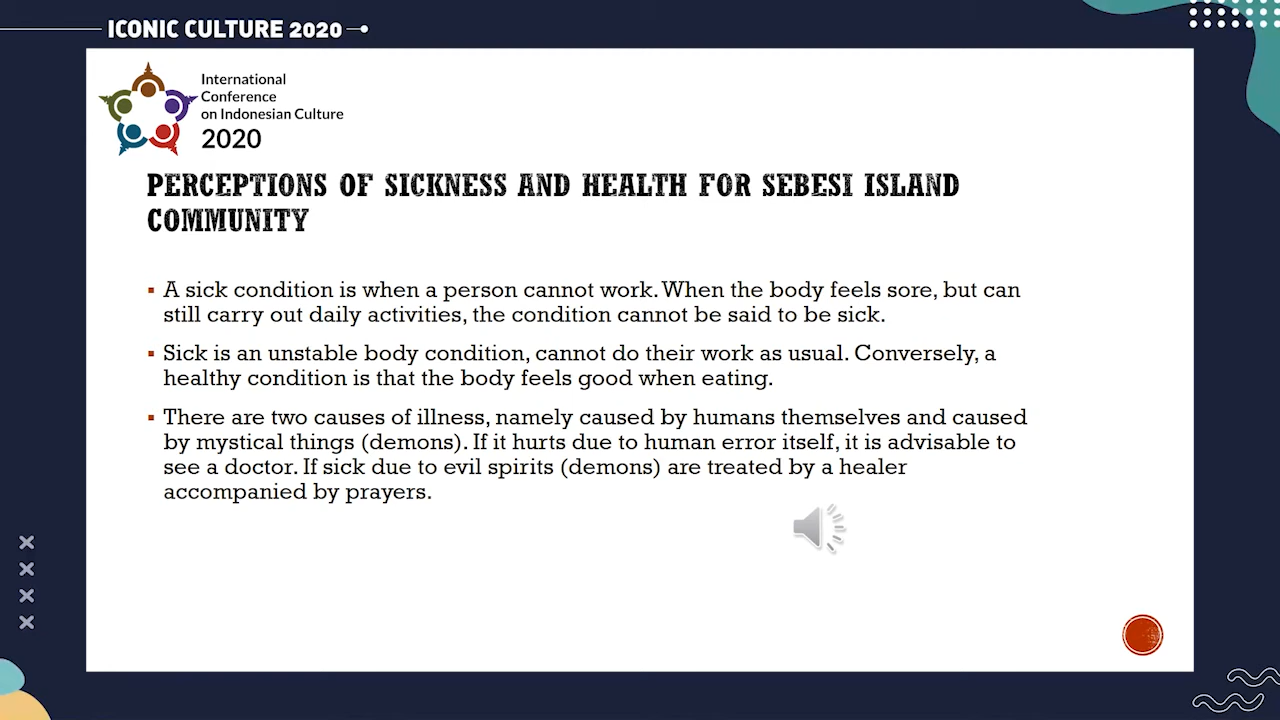 ICONIC CULTURE 2020
International
Conference
on Indonesian Culture
2020
PERCEPTIONS OF SICKNESS AND HEALTH FOR SEBESI ISLAND
COMMUNITY
A sick condition is when a person cannot work. When the body feels sore, but can
still carry out daily activities, the condition cannot be said to be sick.
Sick is an unstable body condition, cannot do their work as usual. Conversely, a
healthy condition is that the body feels good when eating.
There are two causes of illness, namely caused by humans themselves and caused
by mystical things (demons). If it hurts due to human error itself, it is advisable to
see a doctor. If sick due to evil spirits (demons) are treated by a healer
accompanied by prayers.